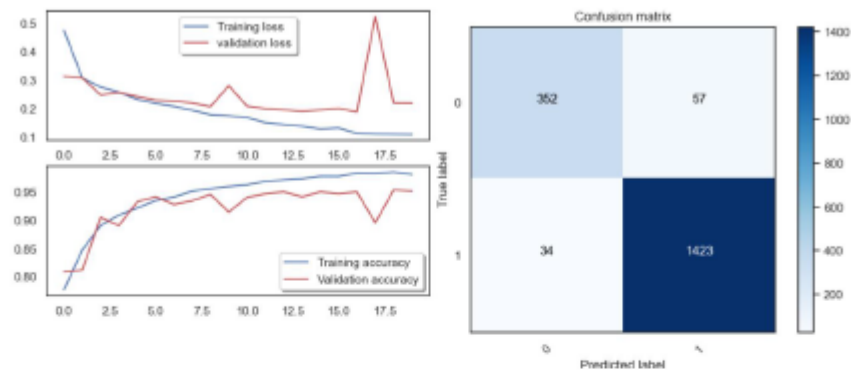 0.5
0.4
0.3
0.2
0.1
Training loss
validation loss
0.0 2.5 5.0 7.5 10.0 12.5 15.0 17.5
0.95
0.90
0.85
0.80
Training accuracy
Validation accuracy
0.0 2.5 5.0 7.5 10.0 12.5 15.0 17.5
Confusion matrix
True label
0
1
352 57
34 1423
0 1
Predicted label
1400
1200
1000
800
600
400
200